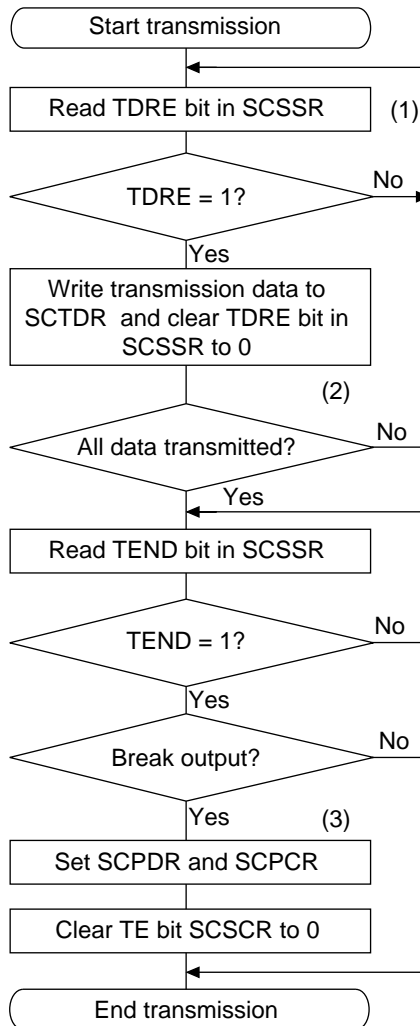 Start transmission
Read TDRE bit in SCSSR
(1)
TDRE = 1?
No
Yes
Write transmission data to
SCTDR and clear TDRE bit in
SCSSR to 0
(2)
All data transmitted?
No
Yes
Read TEND bit in SCSSR
TEND = 1?
No
Yes
Break output?
No
Yes
(3)
Set SCPDR and SCPCR
Clear TE bit SCSCR to 0
End transmission